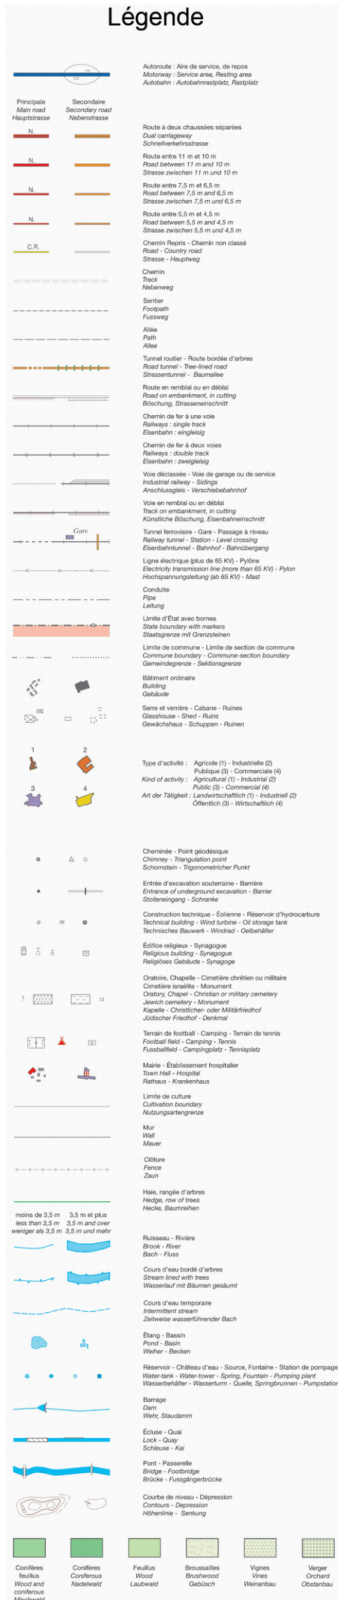 Légende
Autoroute : Aire de service, de repos
Motorway : Service area, Resting area
Autobahn : Autobahnrastplatz, Rastplatz
Principale
Main road
Hauptstrasse
Secondaire
Secondary road
Nebenstrasse
N.
Route à deux chaussées séparées
Dual carriageway
Schnellverkehrsstrasse
N.
Route entre 11 m et 10 m
Road between 11 m and 10 m
Strasse zwischen 11 m und 10 m
N.
Route entre 7,5 m et 6,5 m
Road between 7,5 m and 6,5 m
Strasse zwischen 7,5 m und 6,5 m
N.
Route entre 5,5 m et 4,5 m
Road between 5,5 m and 4,5 m
Strasse zwischen 5,5 m und 4,5 m
C.R.
Chemin Repris - Chemin non classé
Road - Country road
Strasse - Hauptweg
Chemin
Track
Nebenweg
Sentier
Footpath
Fussweg
Allée
Path
Allee
Tunnel routier - Route bordée d'arbres
Road tunnel - Tree-lined road
Strassentunnel - Baumallee
Route en remblai ou en déblai
Road on embankment, in cutting
Böschung, Strasseneinschnitt
Chemin de fer à une voie
Railways : single track
Eisenbahn : eingleisig
Chemin de fer à deux voies
Railways : double track
Eisenbahn : zweigleisig
Voie déclassée - Voie de garage ou de service
Industrial railway - Sidings
Anschlussgleis - Verschiebebahnhof
Voie en remblai ou en déblai
Track on embankment, in cutting
Künstliche Böschung, Eisenbahneinschnitt
Gare
Tunnel ferroviaire - Gare - Passage à niveau
Railway tunnel - Station - Level crossing
Eisenbahntunnel - Bahnhof - Bahnübergang
Ligne électrique (plus de 65 KV) - Pylône
Electricity transmission line (more than 65 KV) - Pylon
Hochspannungsleitung (ab 65 KV) - Mast
Conduite
Pipe
Leitung
Limite d'État avec bornes
State boundary with markers
Staatsgrenze mit Grenzsteinen
Limite de commune - Limite de section de commune
Commune boundary - Commune-section boundary
Gemeindegrenze - Sektionsgrenze
Bâtiment ordinaire
Building
Gebäude
Serre et verrière - Cabane - Ruines
Glasshouse - Shed - Ruins
Gewächshaus - Schuppen - Ruinen
1 2
3 4
Type d'activité : Agricole (1) - Industrielle (2)
Publique (3) - Commerciale (4)
Kind of activity : Agricultural (1) - Industrial (2)
Public (3) - Commercial (4)
Art der Tätigkeit : Landwirtschaftlich (1) - Industriell (2)
Öffentlich (3) - Wirtschaftlich (4)
Cheminée - Point géodésique
Chimney - Triangulation point
Schornstein - Trigonometricher Punkt
Entrée d'excavation souterraine - Barrière
Entrance of underground excavation - Barrier
Stolleneingang - Schranke
Construction technique - Éolienne - Réservoir d'hydrocarbure
Technical building - Wind turbine - Oil storage tank
Technisches Bauwerk - Windrad - Oelbehälter
Édifice religieux - Synagogue
Religious building - Synagogue
Religiöses Gebäude - Synagoge
Oratoire, Chapelle - Cimetière chrétien ou militaire
Cimetière israélite - Monument
Oratory, Chapel - Christian or military cemetery
Jewich cemetery - Monument
Kapelle - Christlichen- oder Militärfriedhof
Jüdischer Friedhof - Denkmal
Terrain de football - Camping - Terrain de tennis
Football field - Camping - Tennis
Fussballfeld - Campingplatz - Tennisplatz
Mairie - Établissement hospitalier
Town Hall - Hospital
Rathaus - Krankenhaus
Limite de culture
Cultivation boundary
Nutzungsartengrenze
Mur
Wall
Mauer
Clôture
Fence
Zaun
Haie, rangée d'arbres
Hedge, row of trees
Hecke, Baumreihen
moins de 3,5 m
less than 3,5 m
weniger als 3,5 m
3,5 m et plus
3,5 m and over
3,5 m und mehr
Ruisseau - Rivière
Brook - River
Bach - Fluss
Cours d'eau bordé d'arbres
Stream lined with trees
Wasserlauf mit Bäumen gesäumt
Cours d'eau temporaire
Intermittent stream
Zeitweise wasserführender Bach
Étang - Bassin
Pond - Basin
Weiher - Becken
Réservoir - Château d'eau - Source, Fontaine - Station de pompage
Water-tank - Water-tower - Spring, Fountain - Pumping plant
Wasserbehälter - Wasserturm - Quelle, Springbrunnen - Pumpstation
Barrage
Dam
Wehr, Staudamm
Écluse - Quai
Lock - Quay
Schleuse - Kai
Pont - Passerelle
Bridge - Footbridge
Brücke - Fussgängerbrücke
Courbe de niveau - Dépression
Contours - Depression
Höhenlinie - Senkung
Conifères
feuillus
Wood and
coniferous
Mischwald
Conifères
Coniferous
Nadelwald
Feuillus
Wood
Laubwald
Broussailles
Brushwood
Gebüsch
Vignes
Vines
Weinanbau
Verger
Orchard
Obstanbau